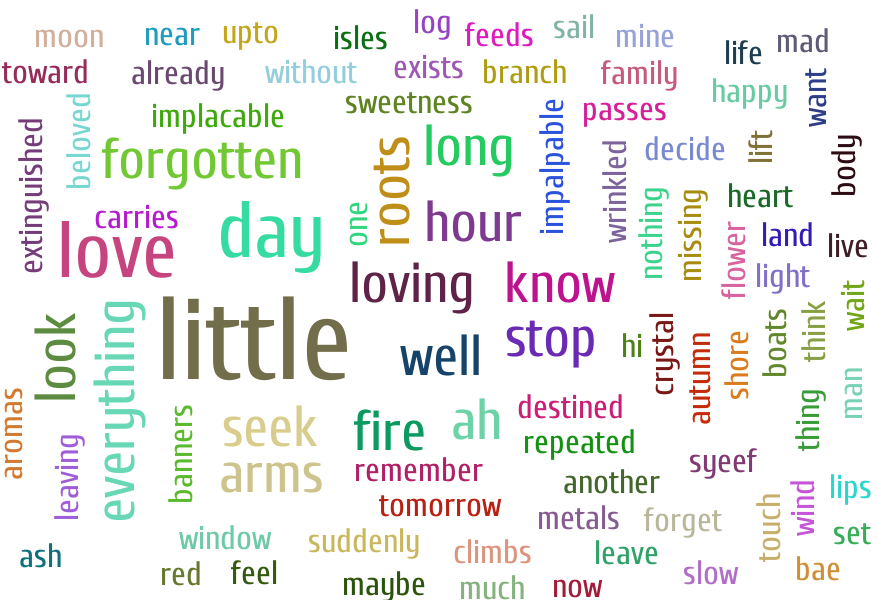 moon
near
upto
isles
log
feeds
sail
mine
life
mad
toward
already
without
exists
branch
family
happy
want
beloved
implacable
sweetness
impalpable
passes
extinguished
forgotten
roots
long
wrinkled
decide
lift
body
carries
love
day
one
hour
nothing
missing
heart
flower
land
live
light
loving
know
little
look
everything
well
stop
hi
crystal
autumn
shore
boats
think
wait
aromas
leaving
banners
seek
arms
fire
ah
destined
repeated
thing
man
remember
another
syeef
tomorrow
metals
forget
touch
wind
lips
set
window
suddenly
climbs
leave
ash
red
feel
maybe
much
now
slow
bae